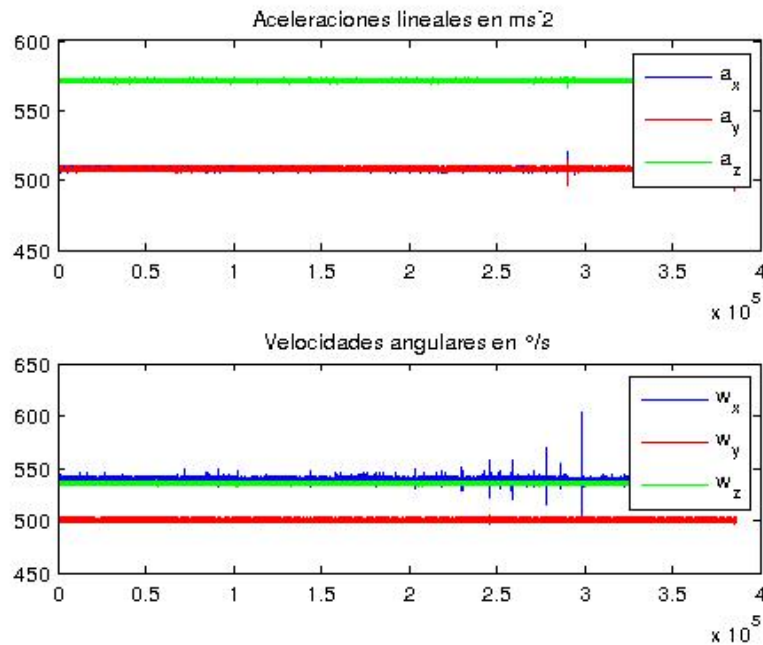 Aceleraciones lineales en ms^-2
600
550
500
450
0 0.5 1 1.5 2 2.5 3 3.5 4
x 10^5
a_x
a_y
a_z
Velocidades angulares en º/s
650
600
550
500
450
0 0.5 1 1.5 2 2.5 3 3.5 4
x 10^5
w_x
w_y
w_z